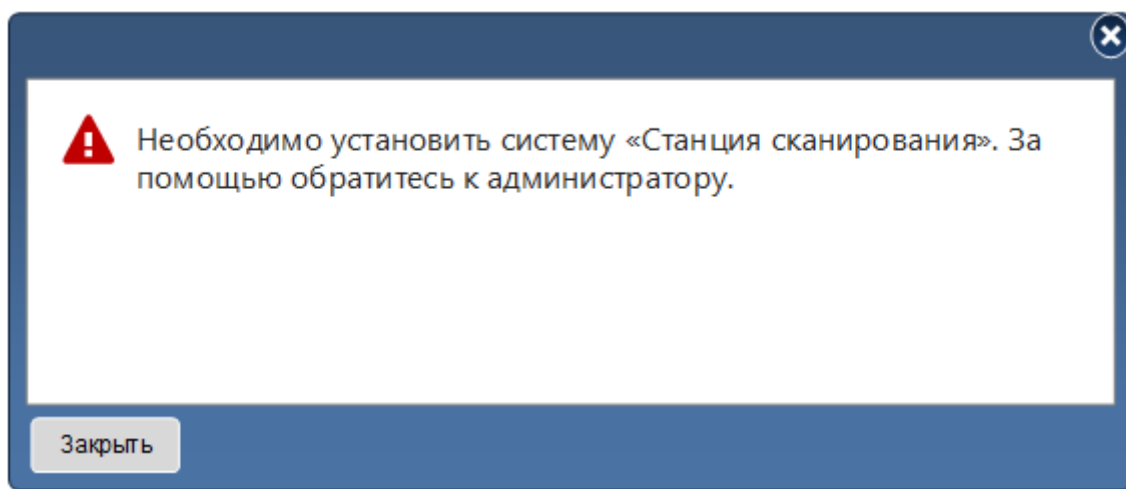 Необходимо установить систему «Станция сканирования». За
помощью обратитесь к администратору.
Закрыть